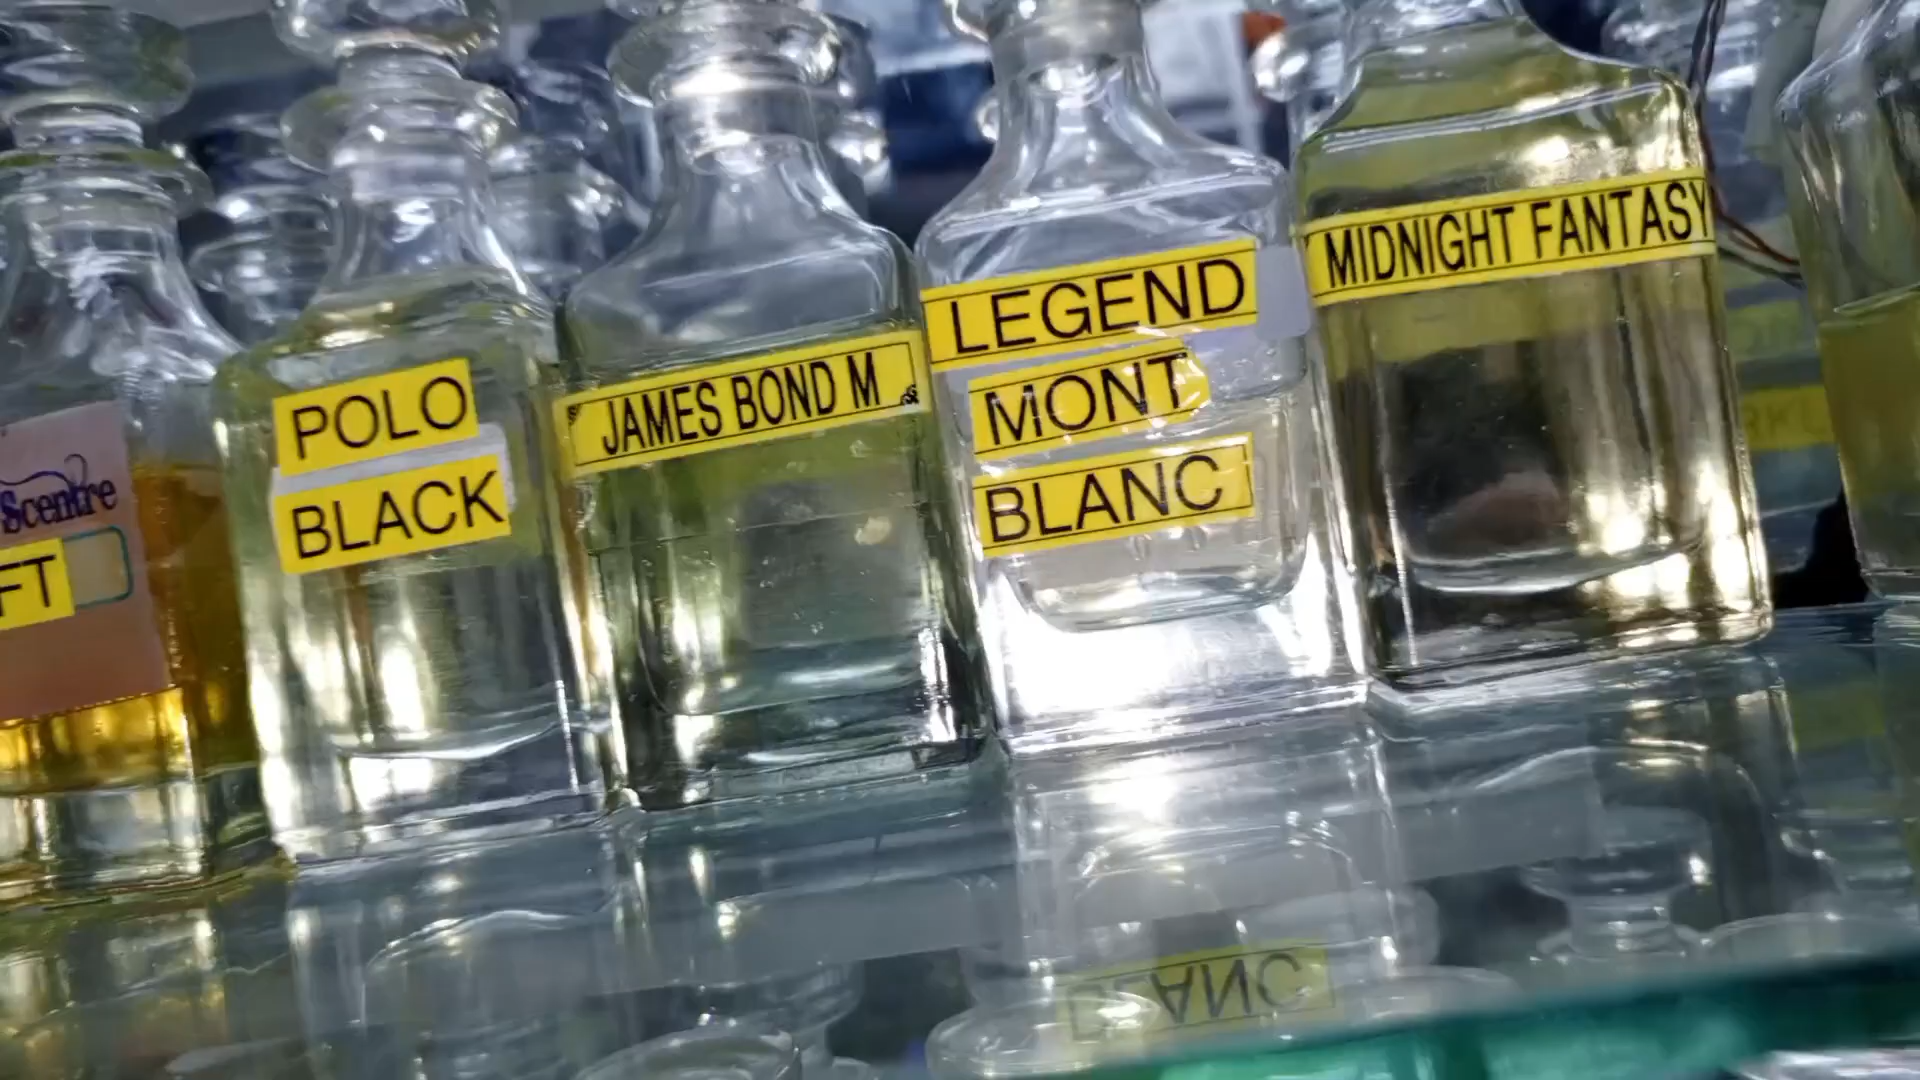 Scentre
FT
POLO
BLACK
JAMES BOND M
LEGEND
MONT
BLANC
MIDNIGHT FANTASY